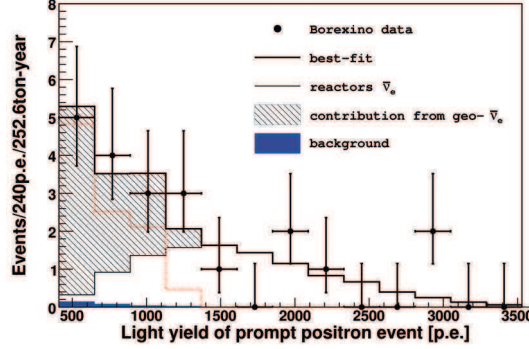 8
7
6
5
4
3
2
1
0
Events/240p.e./252.6ton-year
Borexino data
best-fit
reactors ν̅e
contribution from geo- ν̅e
background
500 1000 1500 2000 2500 3000 3500
Light yield of prompt positron event [p.e.]